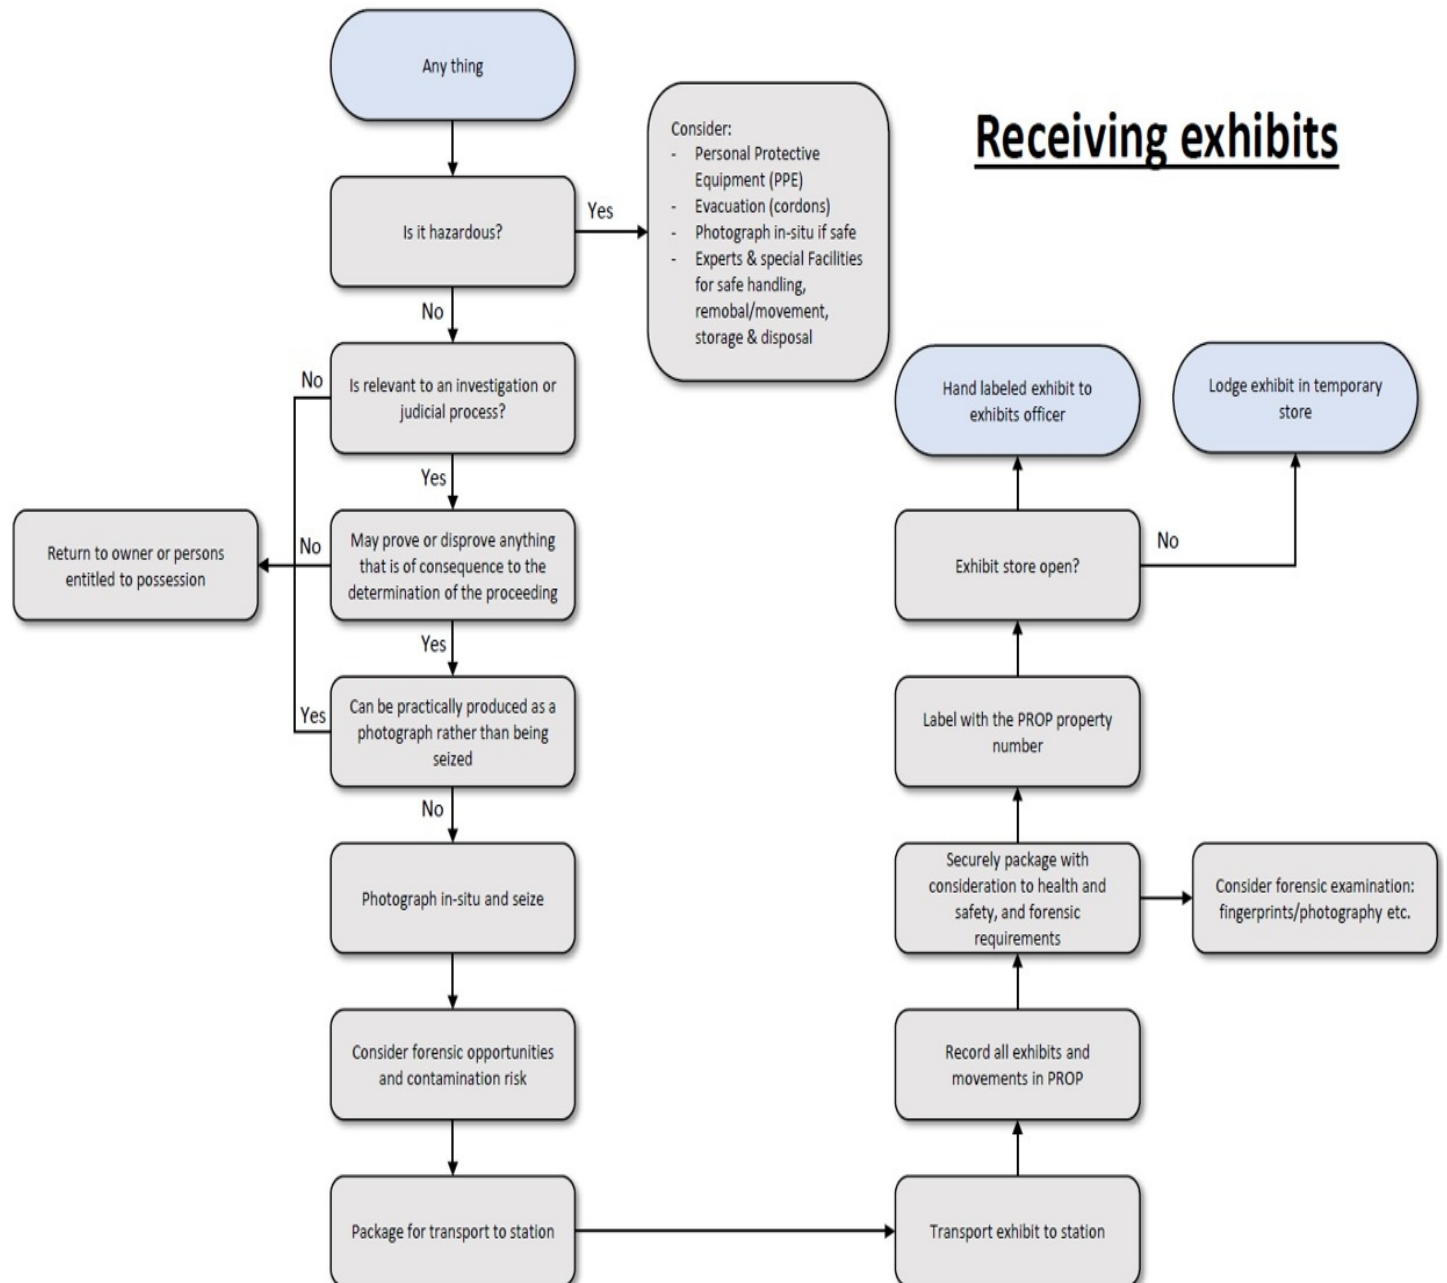 Receiving exhibits
Any thing
Is it hazardous?
Yes
Consider:
- Personal Protective
Equipment (PPE)
- Evacuation (cordons)
- Photograph in-situ if safe
- Experts & special Facilities
for safe handling,
remobal/movement,
storage & disposal
No
Is relevant to an investigation or
judicial process?
No
Yes
May prove or disprove anything
that is of consequence to the
determination of the proceeding
No
Return to owner or persons
entitled to possession
Yes
Can be practically produced as a
photograph rather than being
seized
Yes
No
Photograph in-situ and seize
Consider forensic opportunities
and contamination risk
Package for transport to station
Transport exhibit to station
Record all exhibits and
movements in PROP
Securely package with
consideration to health and
safety, and forensic
requirements
Consider forensic examination:
fingerprints/photography etc.
Label with the PROP property
number
Exhibit store open?
No
Hand labeled exhibit to
exhibits officer
Lodge exhibit in temporary
store